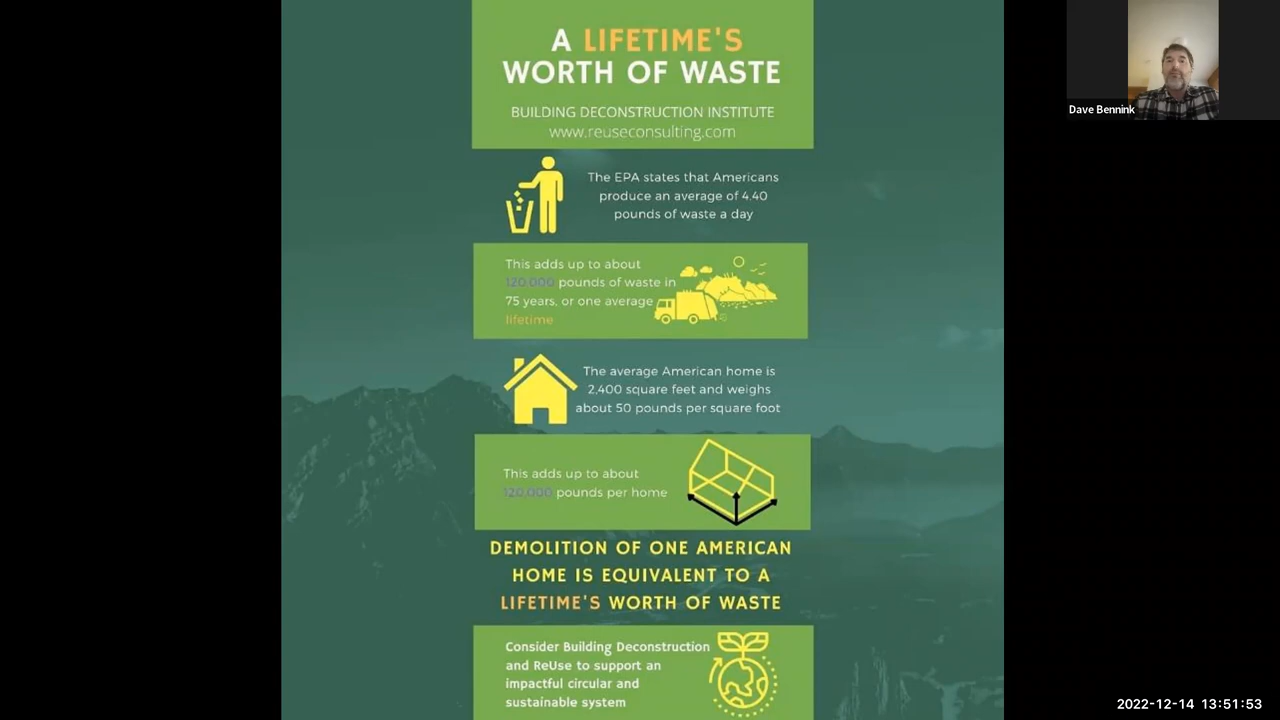 A LIFETIME'S
WORTH OF WASTE
BUILDING DECONSTRUCTION INSTITUTE
www.reuseconsulting.com
The EPA states that Americans
produce an average of 4.40
pounds of waste a day
This adds up to about
120,000 pounds of waste in
75 years, or one average
lifetime
The average American home is
2,400 square feet and weighs
about 50 pounds per square foot
This adds up to about
120,000 pounds per home
DEMOLITION OF ONE AMERICAN
HOME IS EQUIVALENT TO A
LIFETIME'S WORTH OF WASTE
Consider Building Deconstruction
and ReUse to support an
impactful circular and
sustainable system
Dave Bennink
2022-12-14 13:51:53